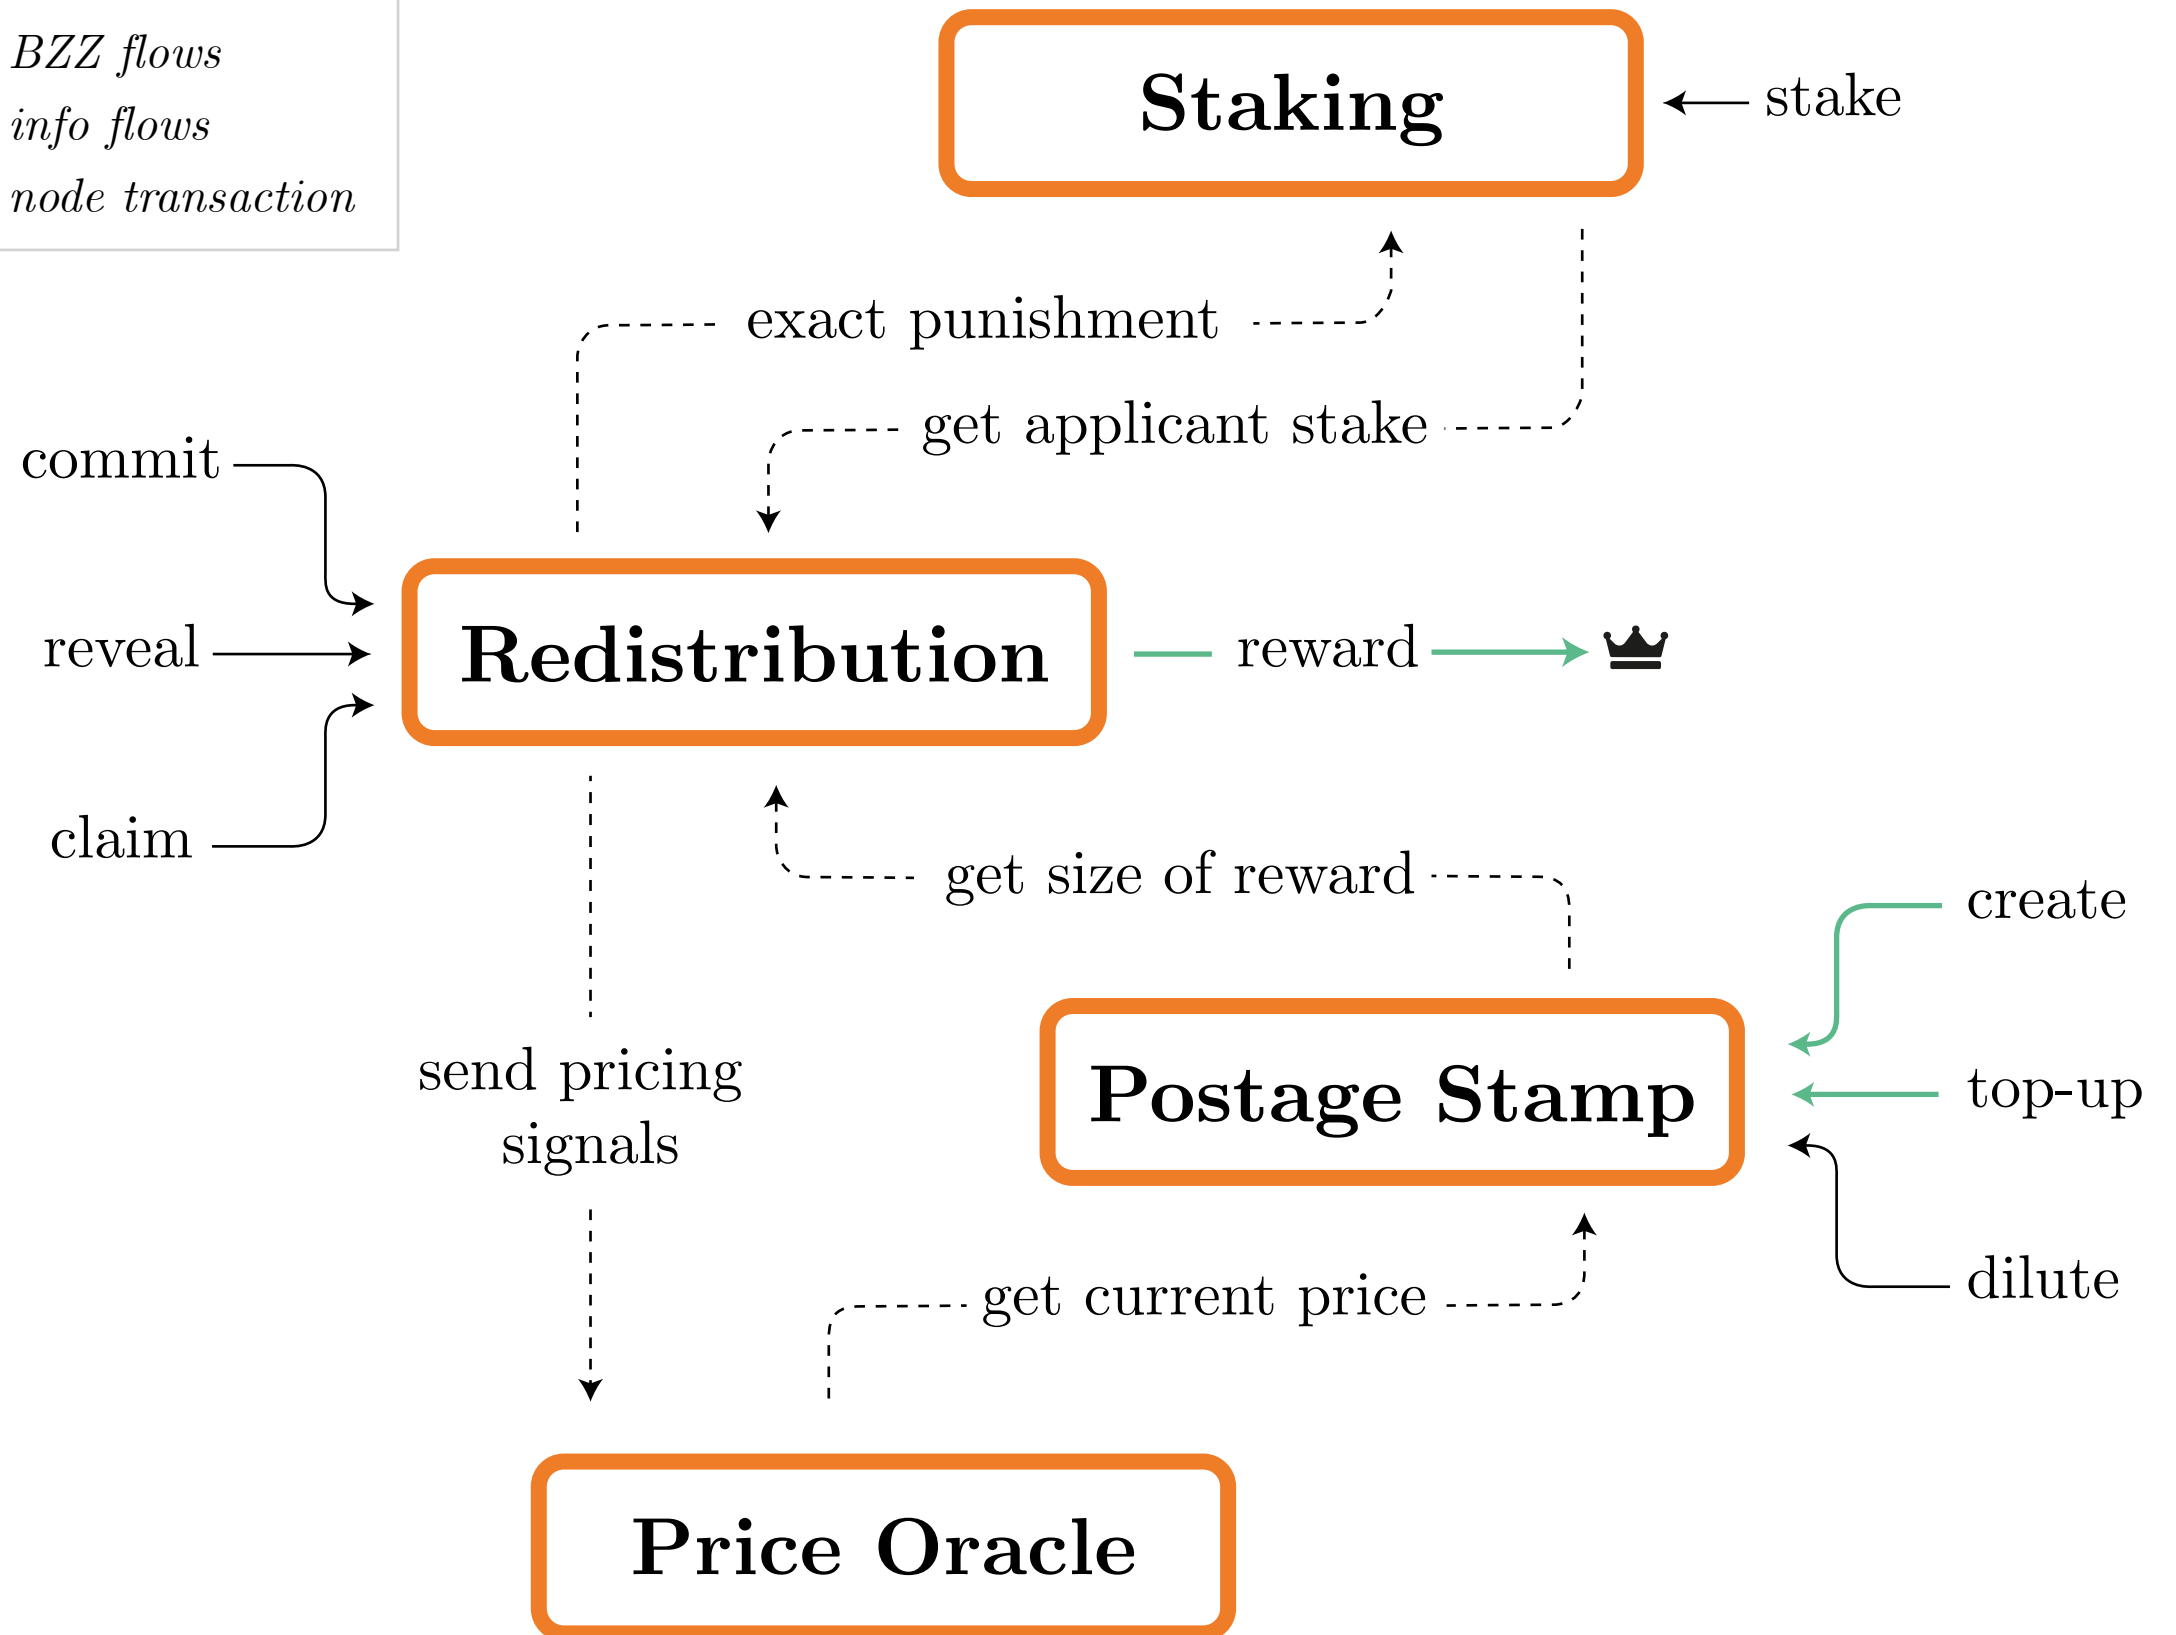 BZZ flows
info flows
node transaction
Staking
stake
exact punishment
get applicant stake
commit
reveal
claim
Redistribution
reward
get size of reward
create
top-up
dilute
send pricing
signals
Postage Stamp
get current price
Price Oracle